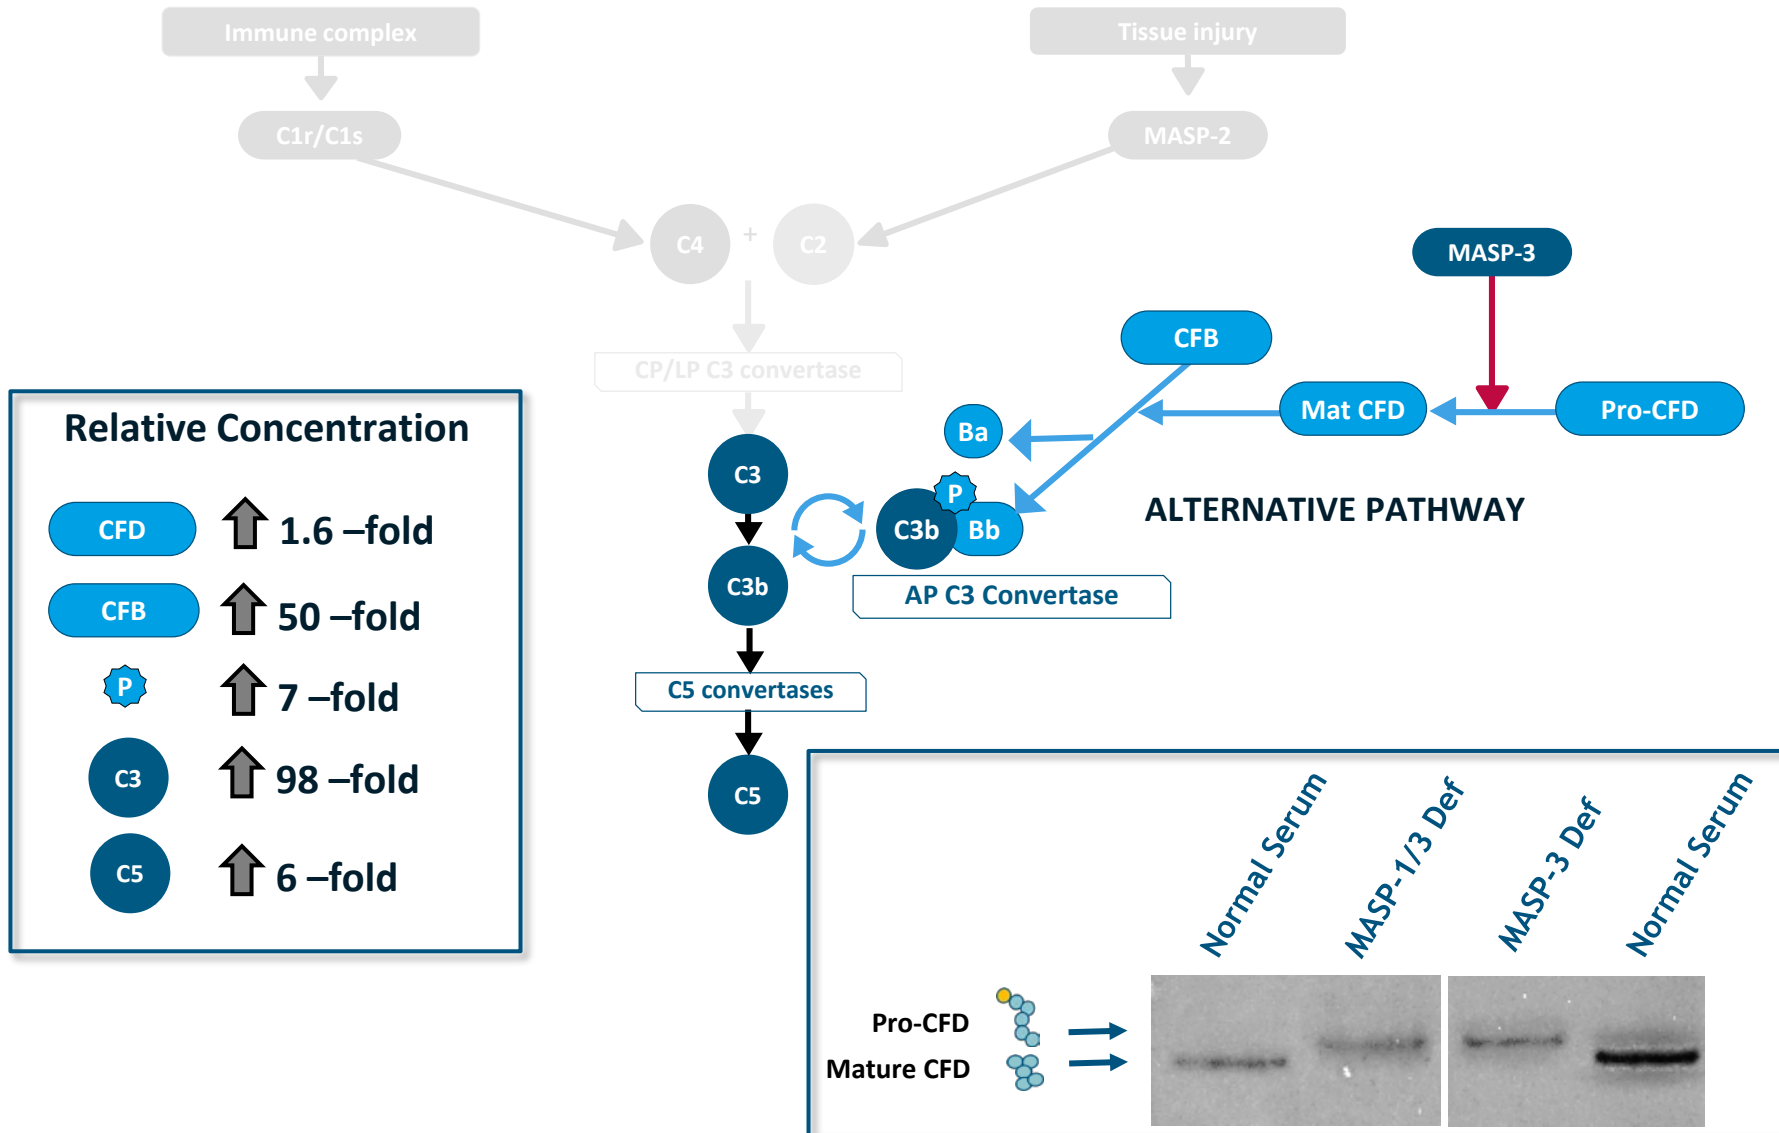 Immune complex
Tissue injury
C1r/C1s
MASP-2
C4
+
C2
MASP-3
CP/LP C3 convertase
CFB
Mat CFD
Pro-CFD
Ba
C3
P
C3b
Bb
ALTERNATIVE PATHWAY
C3b
AP C3 Convertase
C5 convertases
C5
Relative Concentration
CFD
1.6 –fold
CFB
50 –fold
P
7 –fold
C3
98 –fold
C5
6 –fold
Normal Serum
MASP-1/3 Def
MASP-3 Def
Normal Serum
Pro-CFD
Mature CFD